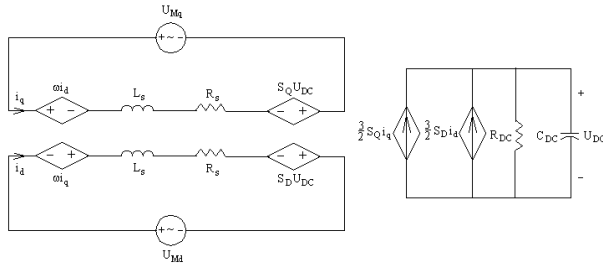 U_Mq
+ ~ −
i_q
ωi_d
+ −
L_s
R_s
S_Q U_DC
− +
− +
i_d
ωi_q
L_s
R_s
− +
S_D U_DC
+ ~ −
U_Md
3/2 S_Q i_q
3/2 S_D i_d
R_DC
C_DC
+
U_DC
−